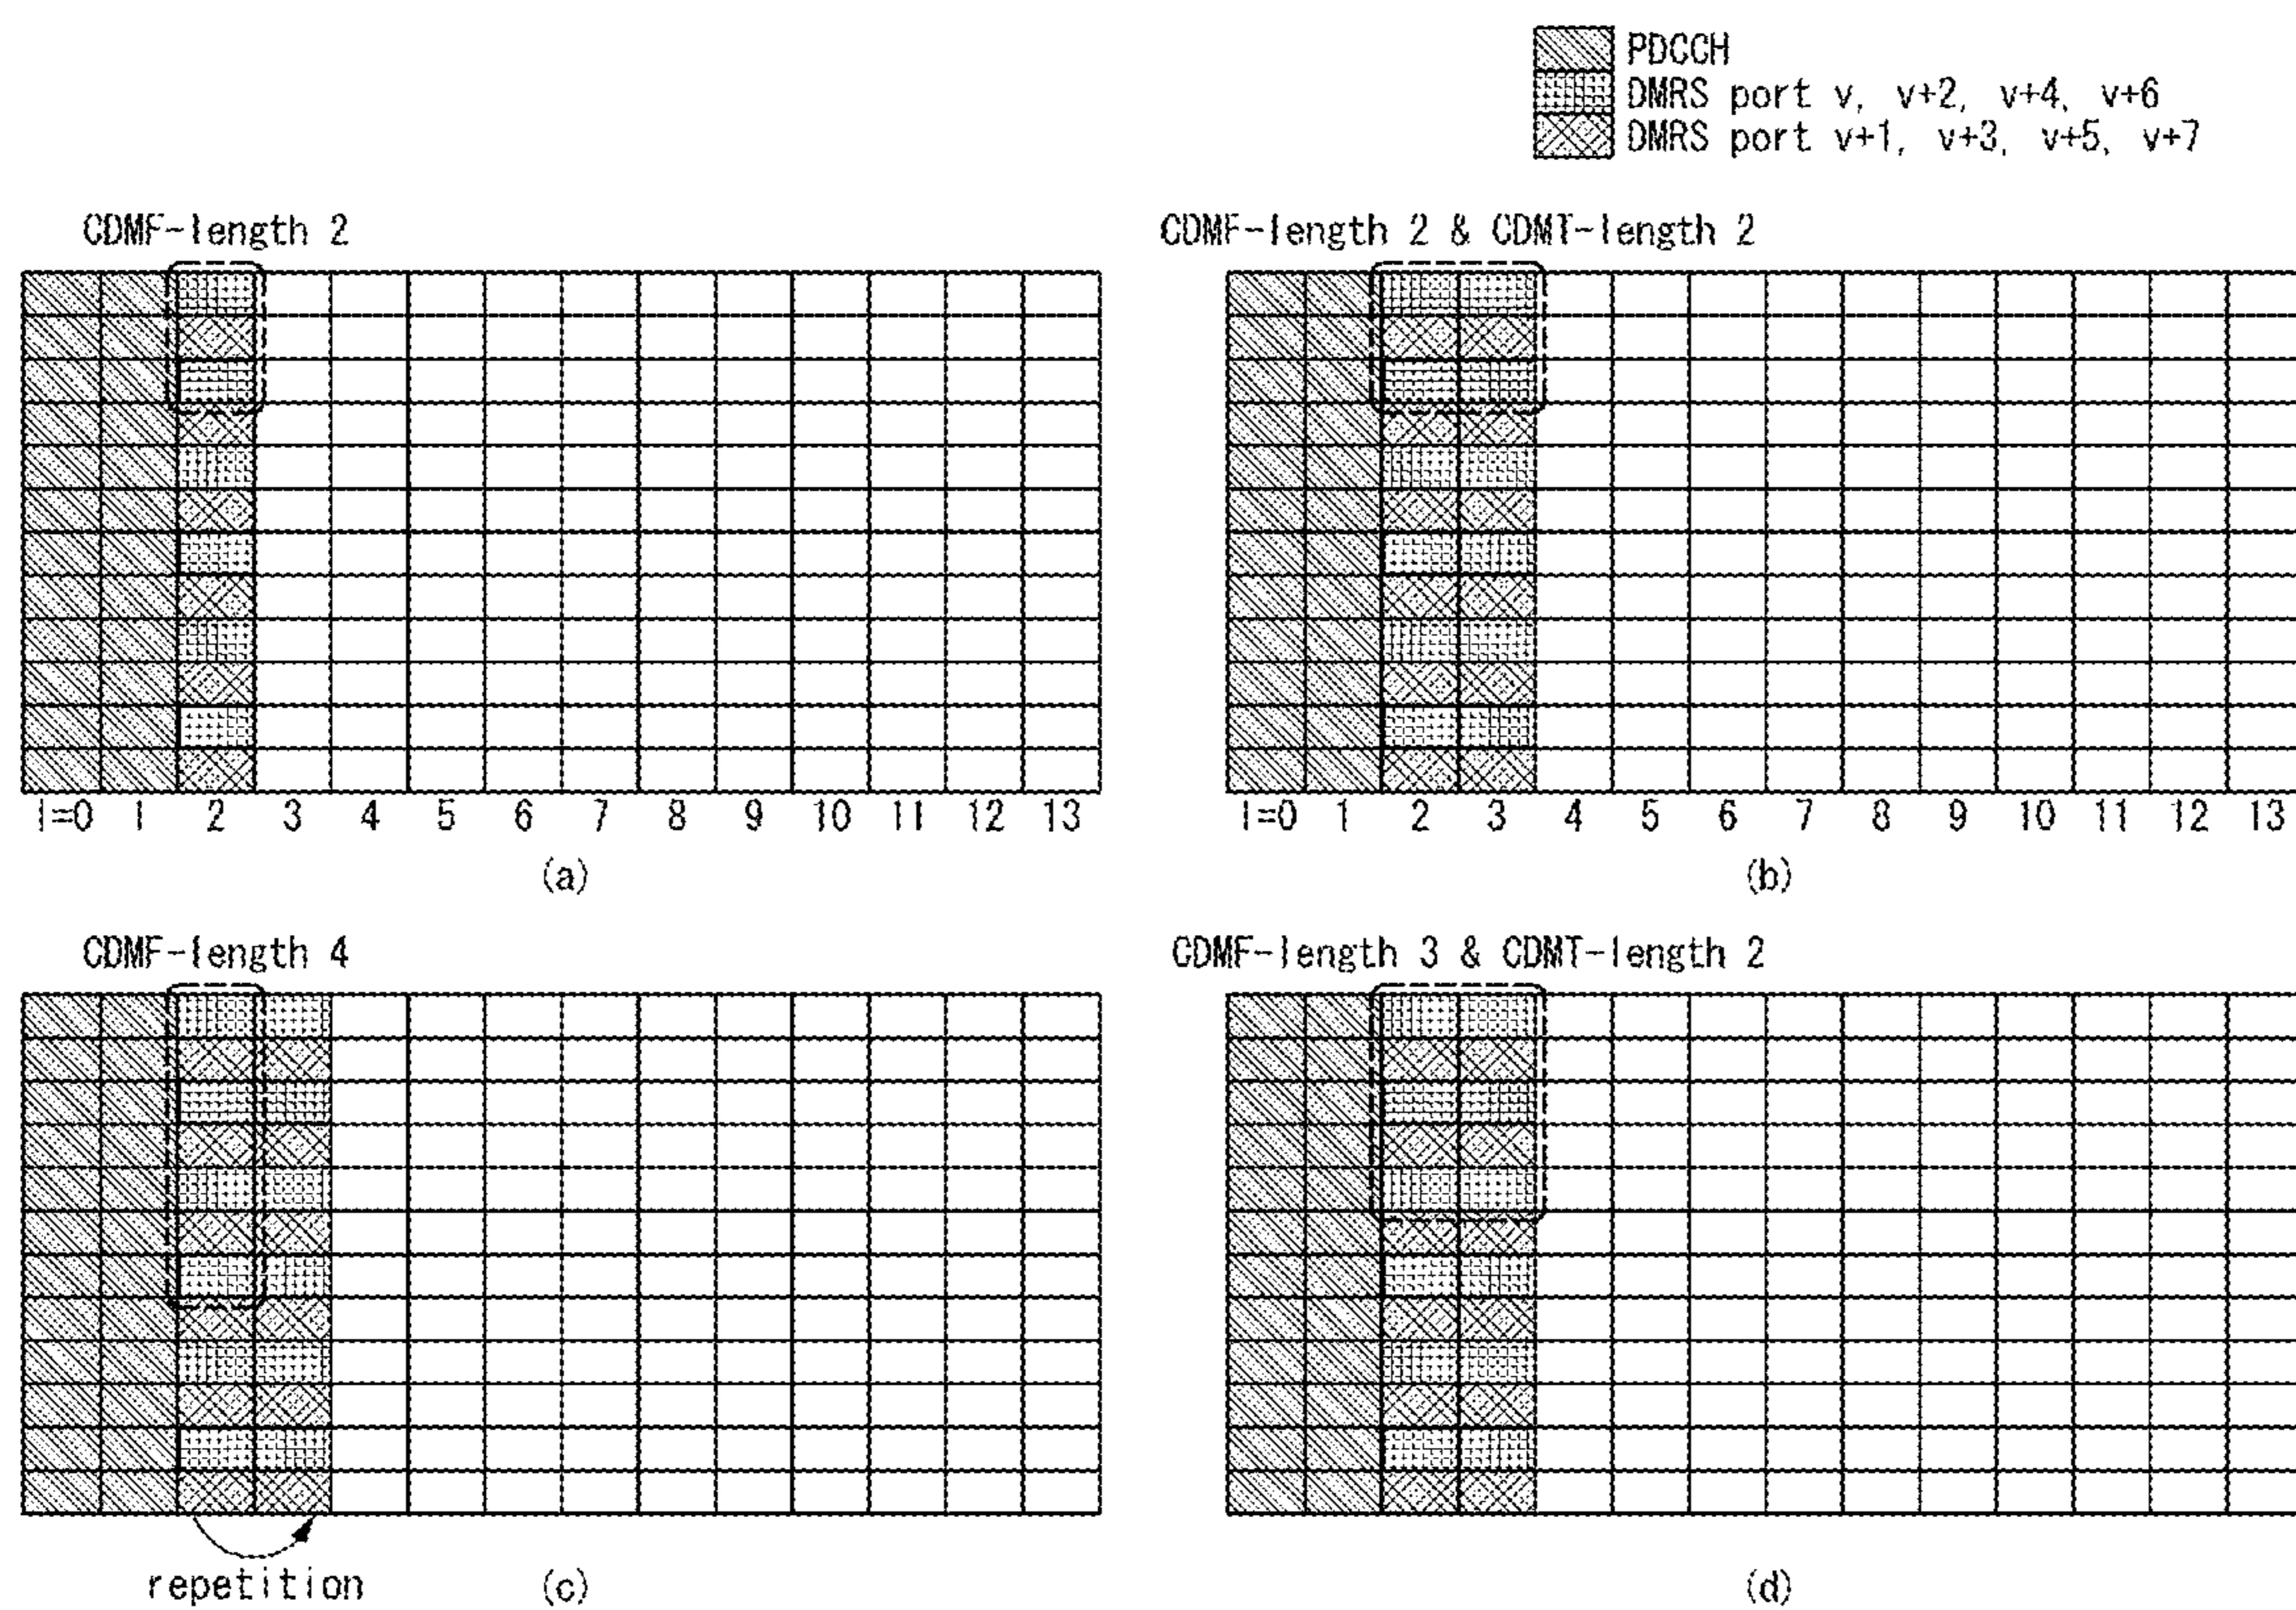 PDCCH
DMRS port v, v+2, v+4, v+6
DMRS port v+1, v+3, v+5, v+7
CDMF-length 2
CDMF-length 2 & CDMT-length 2
l=0 1 2 3 4 5 6 7 8 9 10 11 12 13
l=0 1 2 3 4 5 6 7 8 9 10 11 12 13
(a)
(b)
CDMF-length 4
CDMF-length 3 & CDMT-length 2
repetition
(c)
(d)